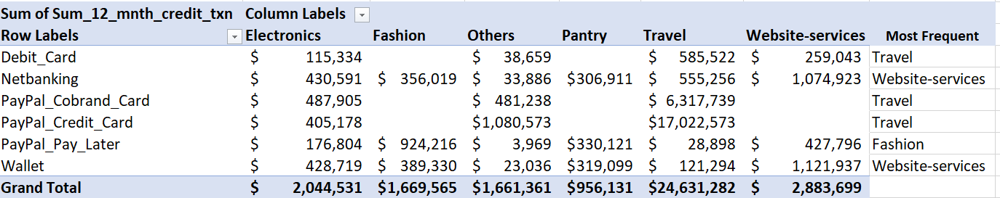 Sum of Sum_12_mnth_credit_txn Column Labels
Row Labels Electronics Fashion Others Pantry Travel Website-services Most Frequent
Debit_Card $ 115,334 $ 38,659 $ 585,522 $ 259,043 Travel
Netbanking $ 430,591 $ 356,019 $ 33,886 $306,911 $ 555,256 $ 1,074,923 Website-services
PayPal_Cobrand_Card $ 487,905 $ 481,238 $ 6,317,739 Travel
PayPal_Credit_Card $ 405,178 $1,080,573 $17,022,573 Travel
PayPal_Pay_Later $ 176,804 $ 924,216 $ 3,969 $330,121 $ 28,898 $ 427,796 Fashion
Wallet $ 428,719 $ 389,330 $ 23,036 $319,099 $ 121,294 $ 1,121,937 Website-services
Grand Total $ 2,044,531 $1,669,565 $1,661,361 $956,131 $24,631,282 $ 2,883,699